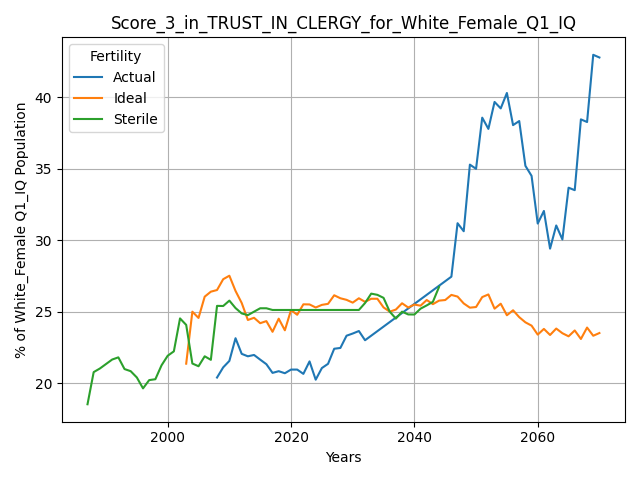 Score_3_in_TRUST_IN_CLERGY_for_White_Female_Q1_IQ
Fertility
Actual
Ideal
Sterile
% of White_Female Q1_IQ Population
40
35
30
25
20
2000
2020
2040
2060
Years